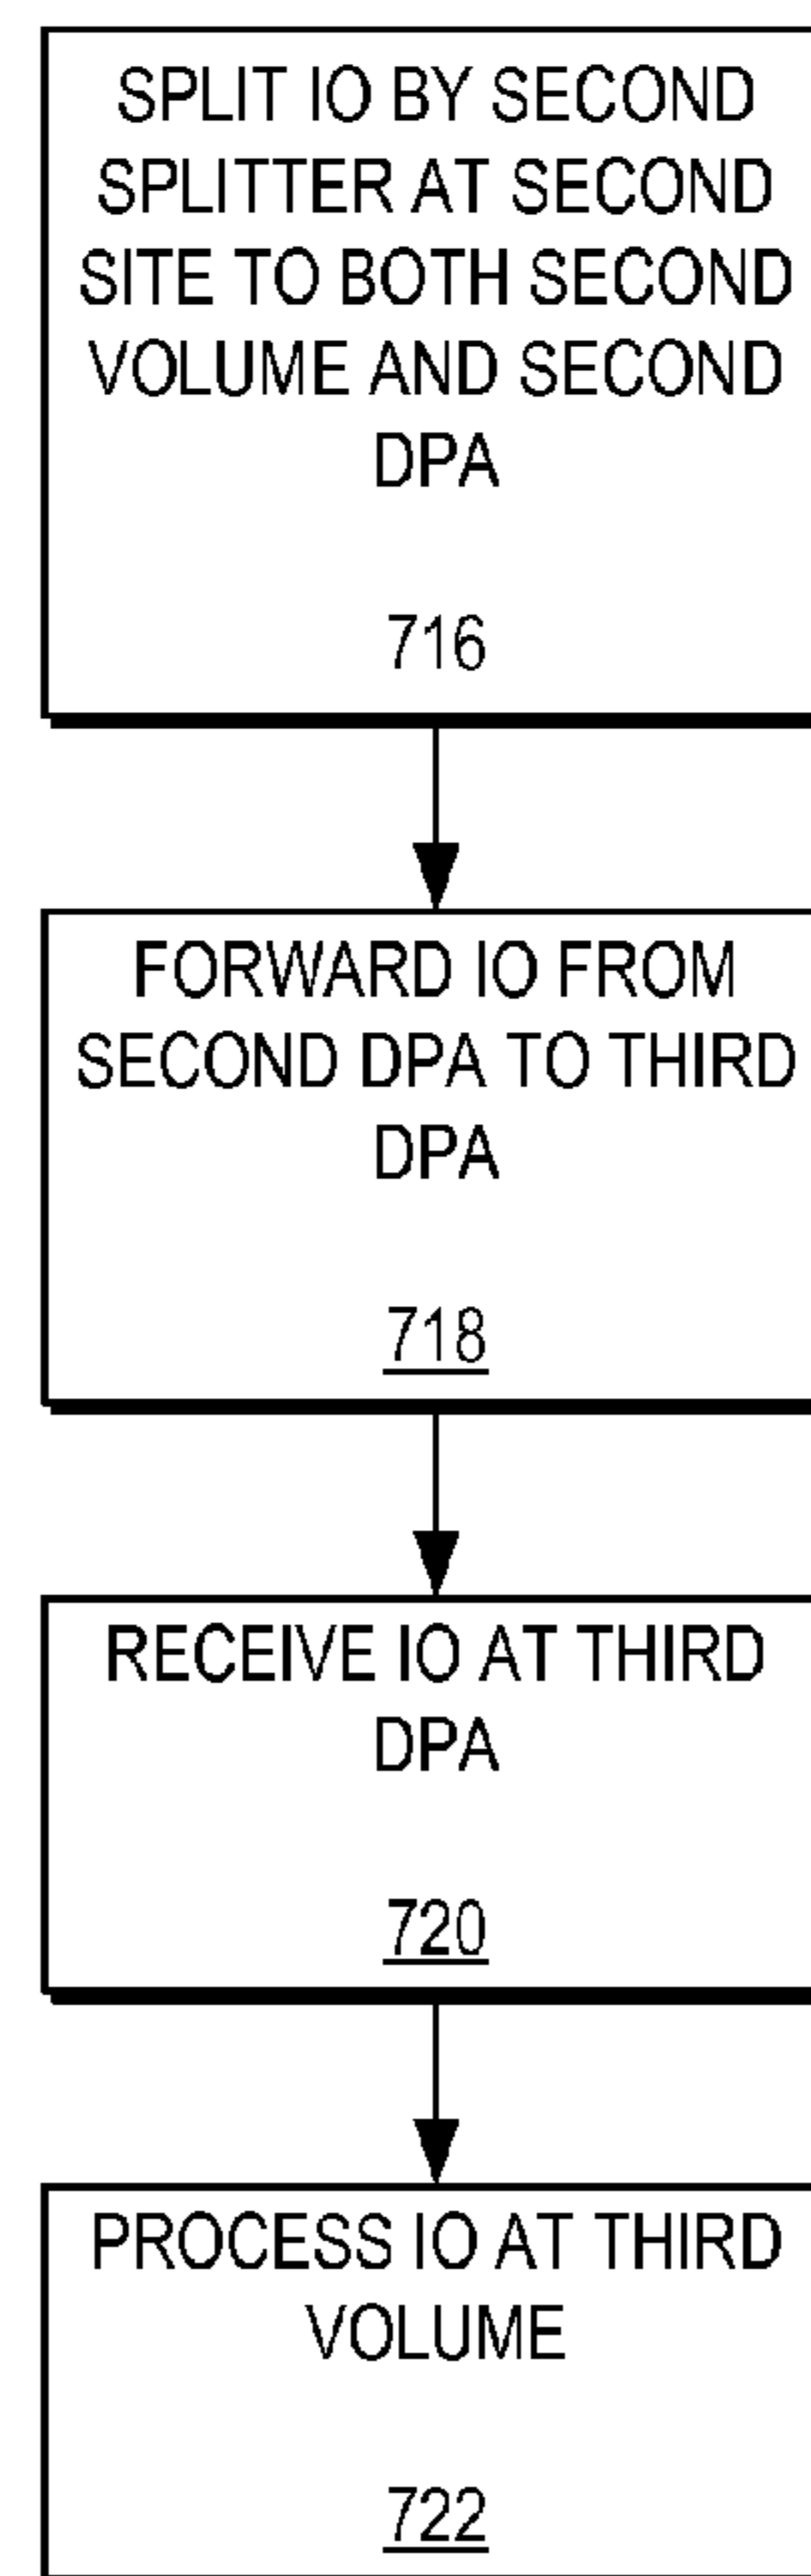 SPLIT IO BY SECOND
SPLITTER AT SECOND
SITE TO BOTH SECOND
VOLUME AND SECOND
DPA
716
FORWARD IO FROM
SECOND DPA TO THIRD
DPA
718
RECEIVE IO AT THIRD
DPA
720
PROCESS IO AT THIRD
VOLUME
722